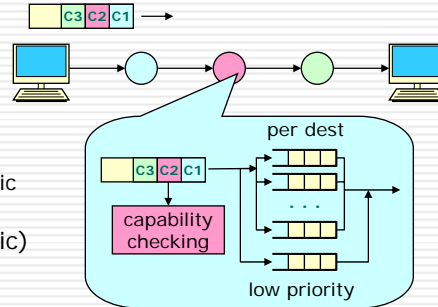 C3 C2 C1
per dest
ic
C3 C2 C1
. . .
capability
checking
ic)
low priority